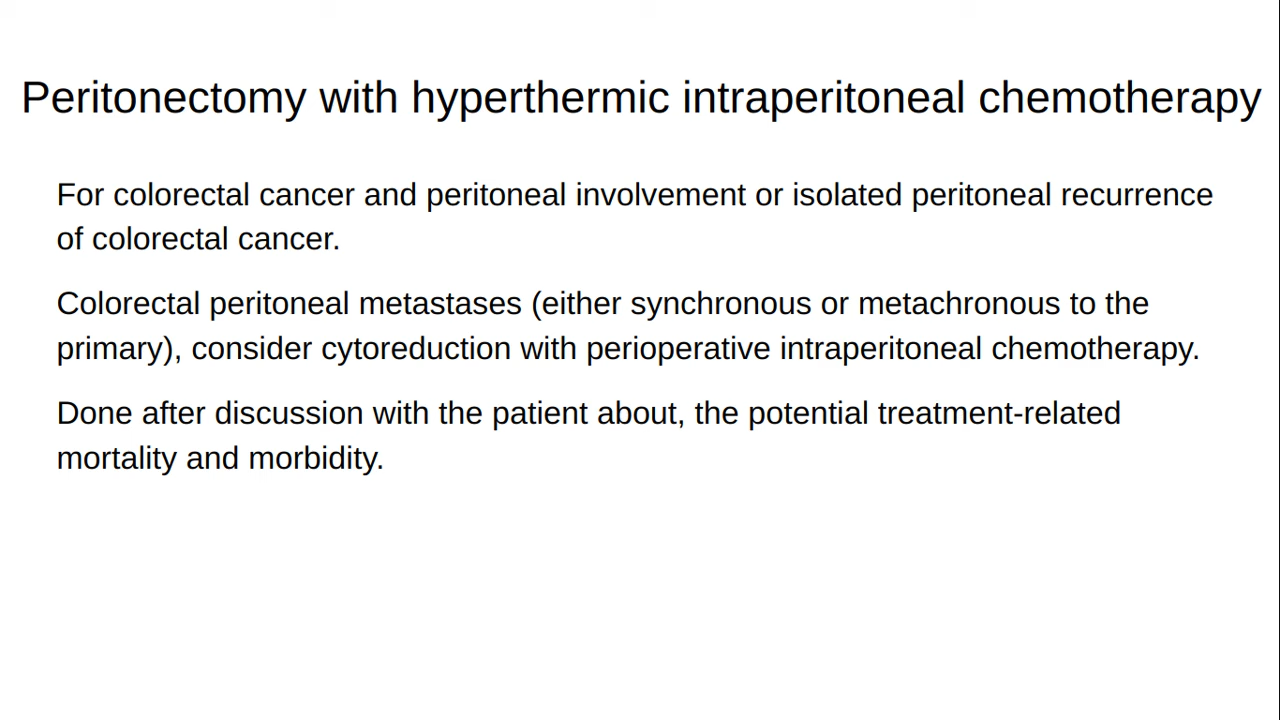 Peritonectomy with hyperthermic intraperitoneal chemotherapy
For colorectal cancer and peritoneal involvement or isolated peritoneal recurrence
of colorectal cancer.
Colorectal peritoneal metastases (either synchronous or metachronous to the
primary), consider cytoreduction with perioperative intraperitoneal chemotherapy.
Done after discussion with the patient about, the potential treatment-related
mortality and morbidity.